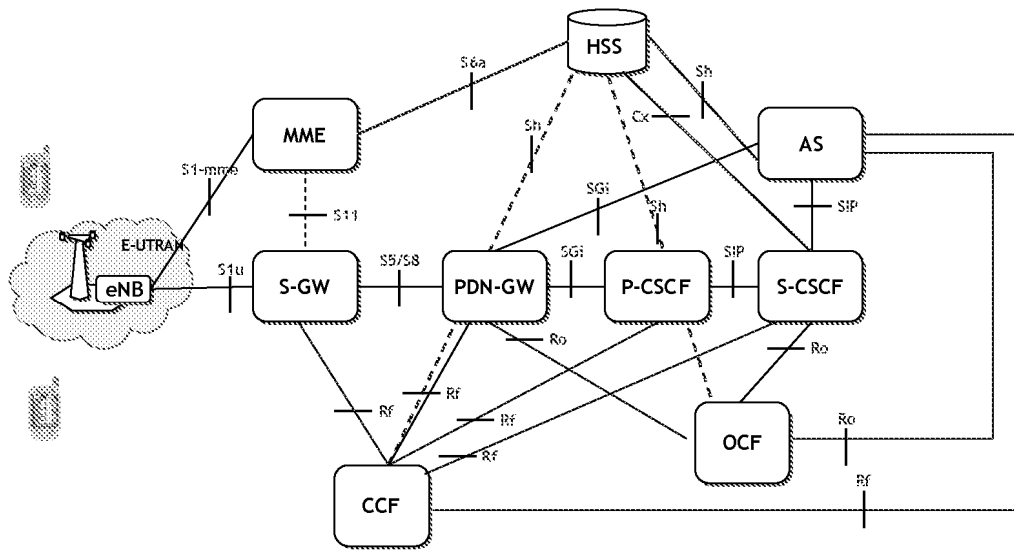 HSS
S6a
Sh
MME
Sh
Cx
AS
S1-mme
SGi
S11
Sh
SIP
E-UTRAN
S1u
S-GW
S5/S8
PDN-GW
SGi
P-CSCF
SIP
S-CSCF
eNB
Ro
Ro
Rf
Rf
Rf
OCF
Ro
Rf
CCF
Rf